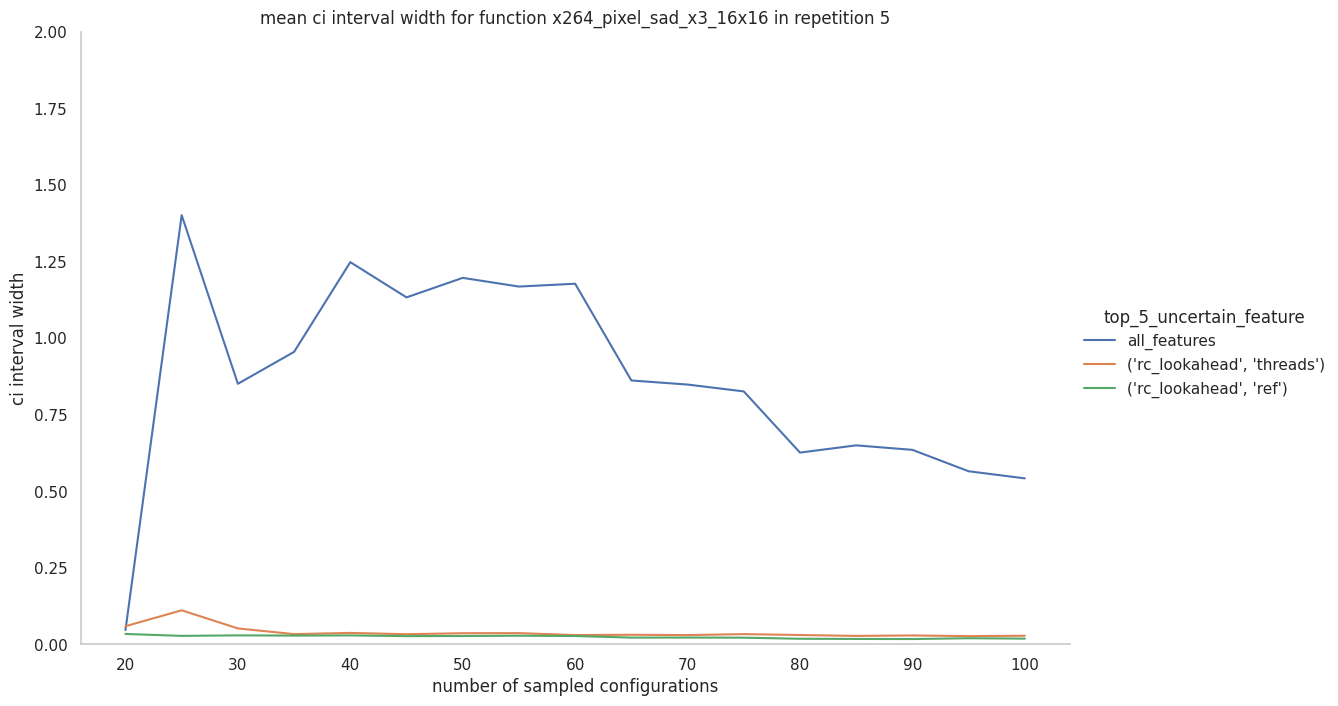 mean ci interval width for function x264_pixel_sad_x3_16x16 in repetition 5
2.00
1.75
1.50
1.25
1.00
0.75
0.50
0.25
0.00
ci interval width
20 30 40 50 60 70 80 90 100
number of sampled configurations
top_5_uncertain_feature
all_features
('rc_lookahead', 'threads')
('rc_lookahead', 'ref')